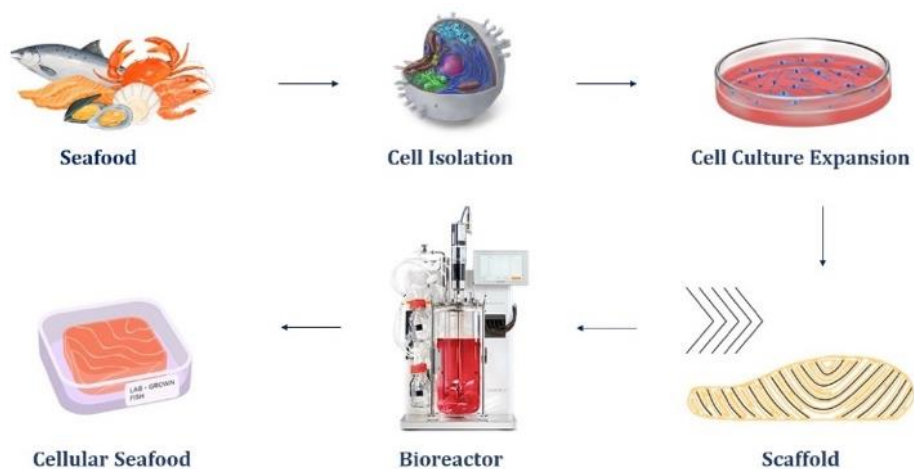 Seafood
Cell Isolation
Cell Culture Expansion
Scaffold
Bioreactor
LAB - GROWN
FISH
Cellular Seafood